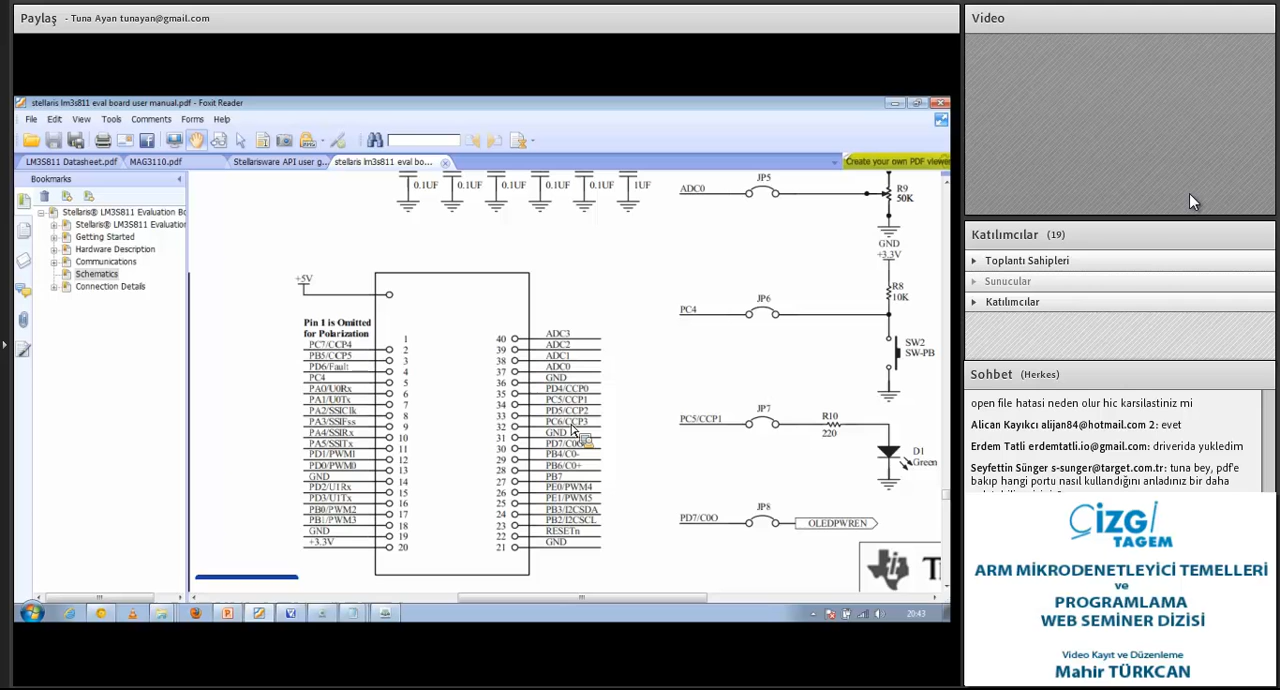 Paylaş - Tuna Ayan tunayan@gmail.com
stellaris lm3s811 eval board user manual.pdf - Foxit Reader
File Edit View Tools Comments Forms Help
LM3S811 Datasheet.pdf MAG3110.pdf Stellarisware API user g... stellaris lm3s811 eval bo... Create your own PDF viewer
Bookmarks
Stellaris® LM3S811 Evaluation Bo
Stellaris® LM3S811 Evaluation
Getting Started
Hardware Description
Communications
Schematics
Connection Details
0.1UF 0.1UF 0.1UF 0.1UF 0.1UF 1UF
+5V
Pin 1 is Omitted
for Polarization
1 40 ADC3
PC7/CCP4 2 39 ADC2
PB5/CCP5 3 38 ADC1
PD6/Fault 4 37 ADC0
PC4 5 36 GND
PA0/U0Rx 6 35 PD4/CCP0
PA1/U0Tx 7 34 PC5/CCP1
PA2/SSIClk 8 33 PD5/CCP2
PA3/SSIFss 9 32 PC6/CCP3
PA4/SSIRx 10 31 GND
PA5/SSITx 11 30 PD7/C0O
PD1/PWM1 12 29 PB4/C0-
PD0/PWM0 13 28 PB6/C0+
GND 14 27 PB7
PD2/U1Rx 15 26 PE0/PWM4
PD3/U1Tx 16 25 PE1/PWM5
PB0/PWM2 17 24 PB3/I2CSDA
PB1/PWM3 18 23 PB2/I2CSCL
GND 19 22 RESETn
+3.3V 20 21 GND
ADC0 JP5 R9
50K
GND
+3.3V
R8
10K
PC4 JP6
SW2
SW-PB
PC5/CCP1 JP7 R10
220
D1
Green
PD7/C0O JP8 OLEDPWREN
20:43
Video
Katılımcılar (19)
Toplantı Sahipleri
Sunucular
Katılımcılar
Sohbet (Herkes)
open file hatasi neden olur hic karsilastiniz mi
Alican Kayıkcı alijan84@hotmail.com 2: evet
Erdem Tatli erdemtatli.io@gmail.com: driverida yukledim
Seyfettin Sünger s-sunger@target.com.tr: tuna bey, pdf'e
bakıp hangi portu nasıl kullandığını anladınız bir daha
ÇİZGİ
TAGEM
ARM MİKRODENETLEYİCİ TEMELLERİ
ve
PROGRAMLAMA
WEB SEMİNER DİZİSİ
Video Kayıt ve Düzenleme
Mahir TÜRKCAN